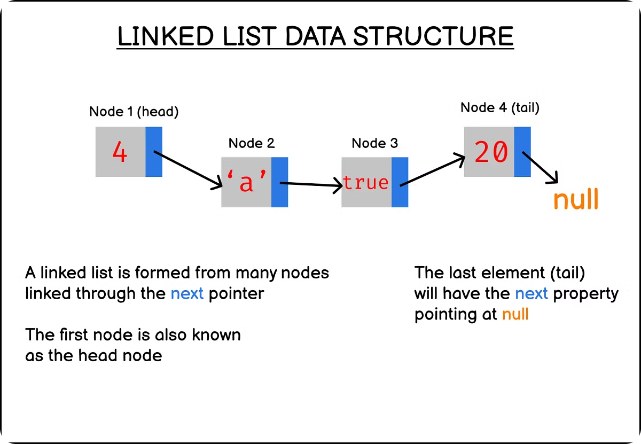 LINKED LIST DATA STRUCTURE
Node 1 (head)
Node 2
Node 3
Node 4 (tail)
4
‘a’
true
20
null
A linked list is formed from many nodes
linked through the next pointer
The first node is also known
as the head node
The last element (tail)
will have the next property
pointing at null